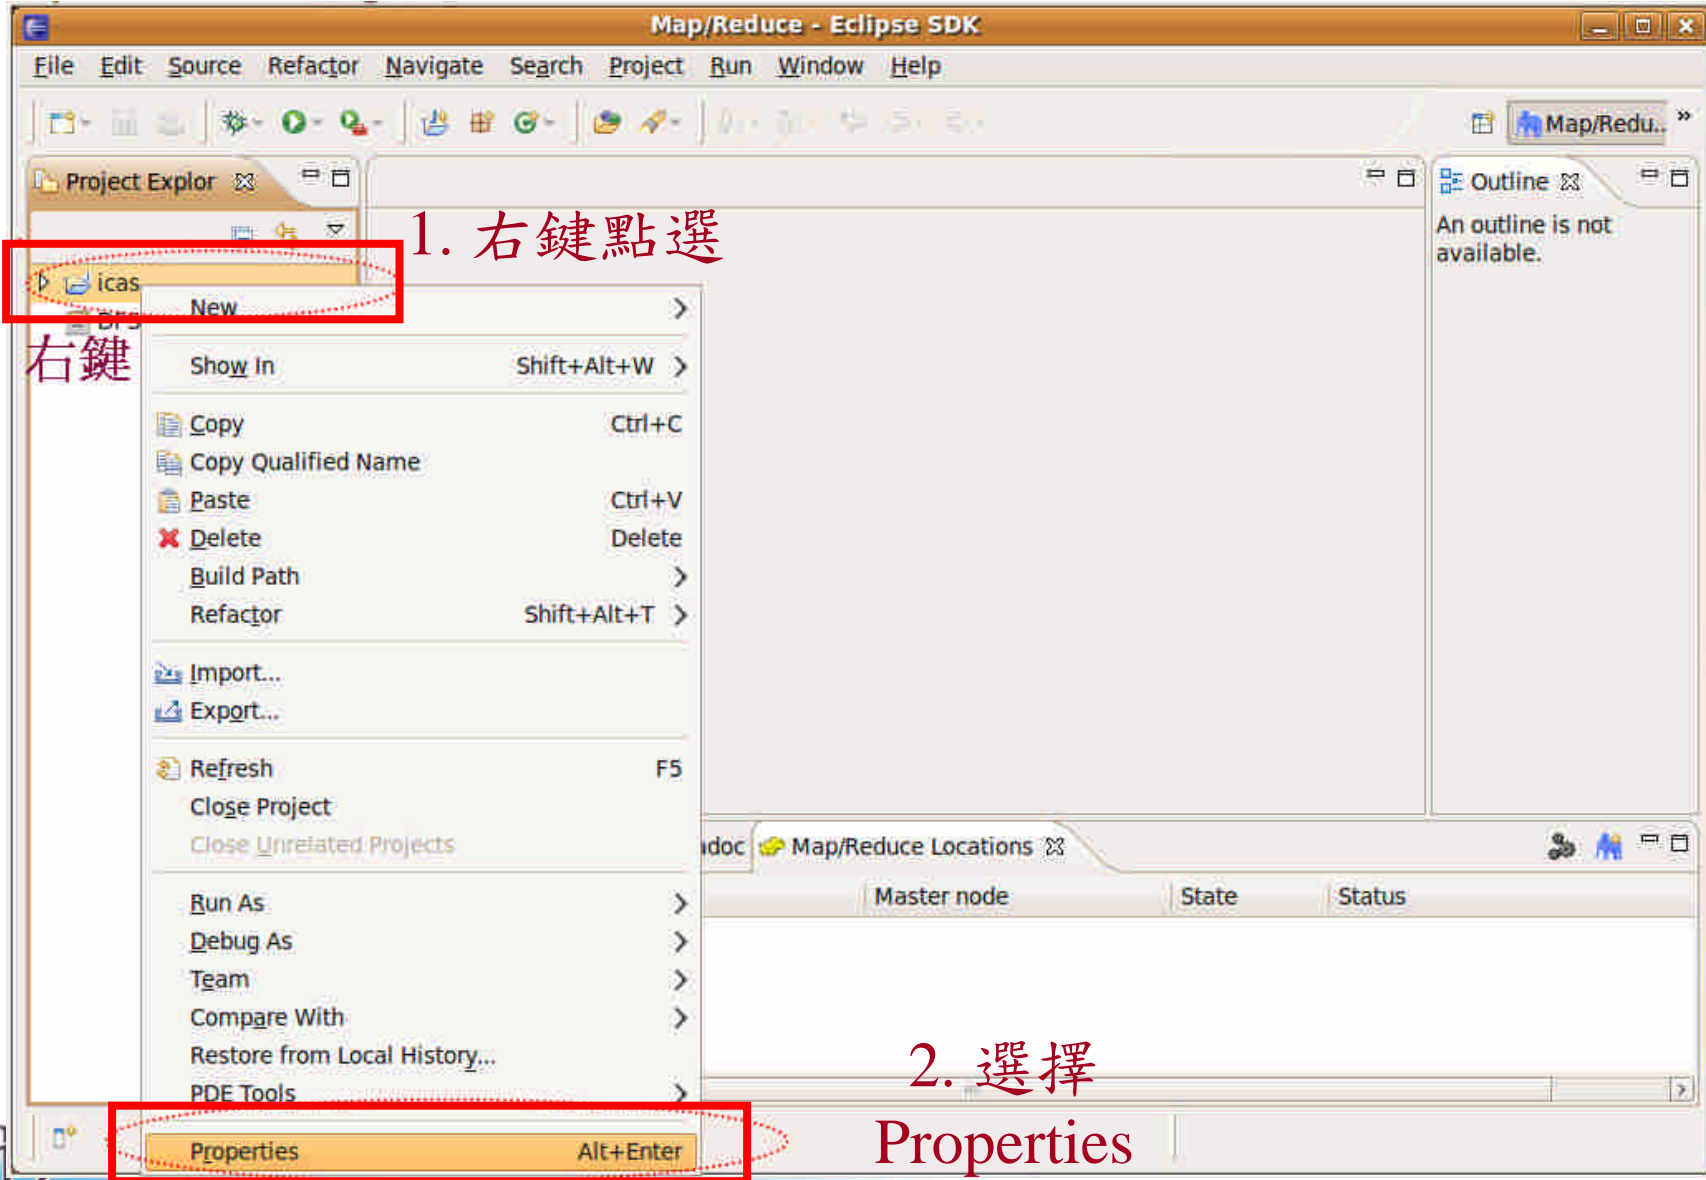 Map/Reduce - Eclipse SDK
File Edit Source Refactor Navigate Search Project Run Window Help
Map/Redu.. »
Project Explor
Outline
1. 右鍵點選
An outline is not
available.
icas
New
右鍵
Show In Shift+Alt+W
Copy Ctrl+C
Copy Qualified Name
Paste Ctrl+V
Delete Delete
Build Path
Refactor Shift+Alt+T
Import...
Export...
Refresh F5
Close Project
Close Unrelated Projects
adoc Map/Reduce Locations
Run As
Master node State Status
Debug As
Team
Compare With
Restore from Local History...
PDE Tools
2. 選擇
Properties
Properties Alt+Enter